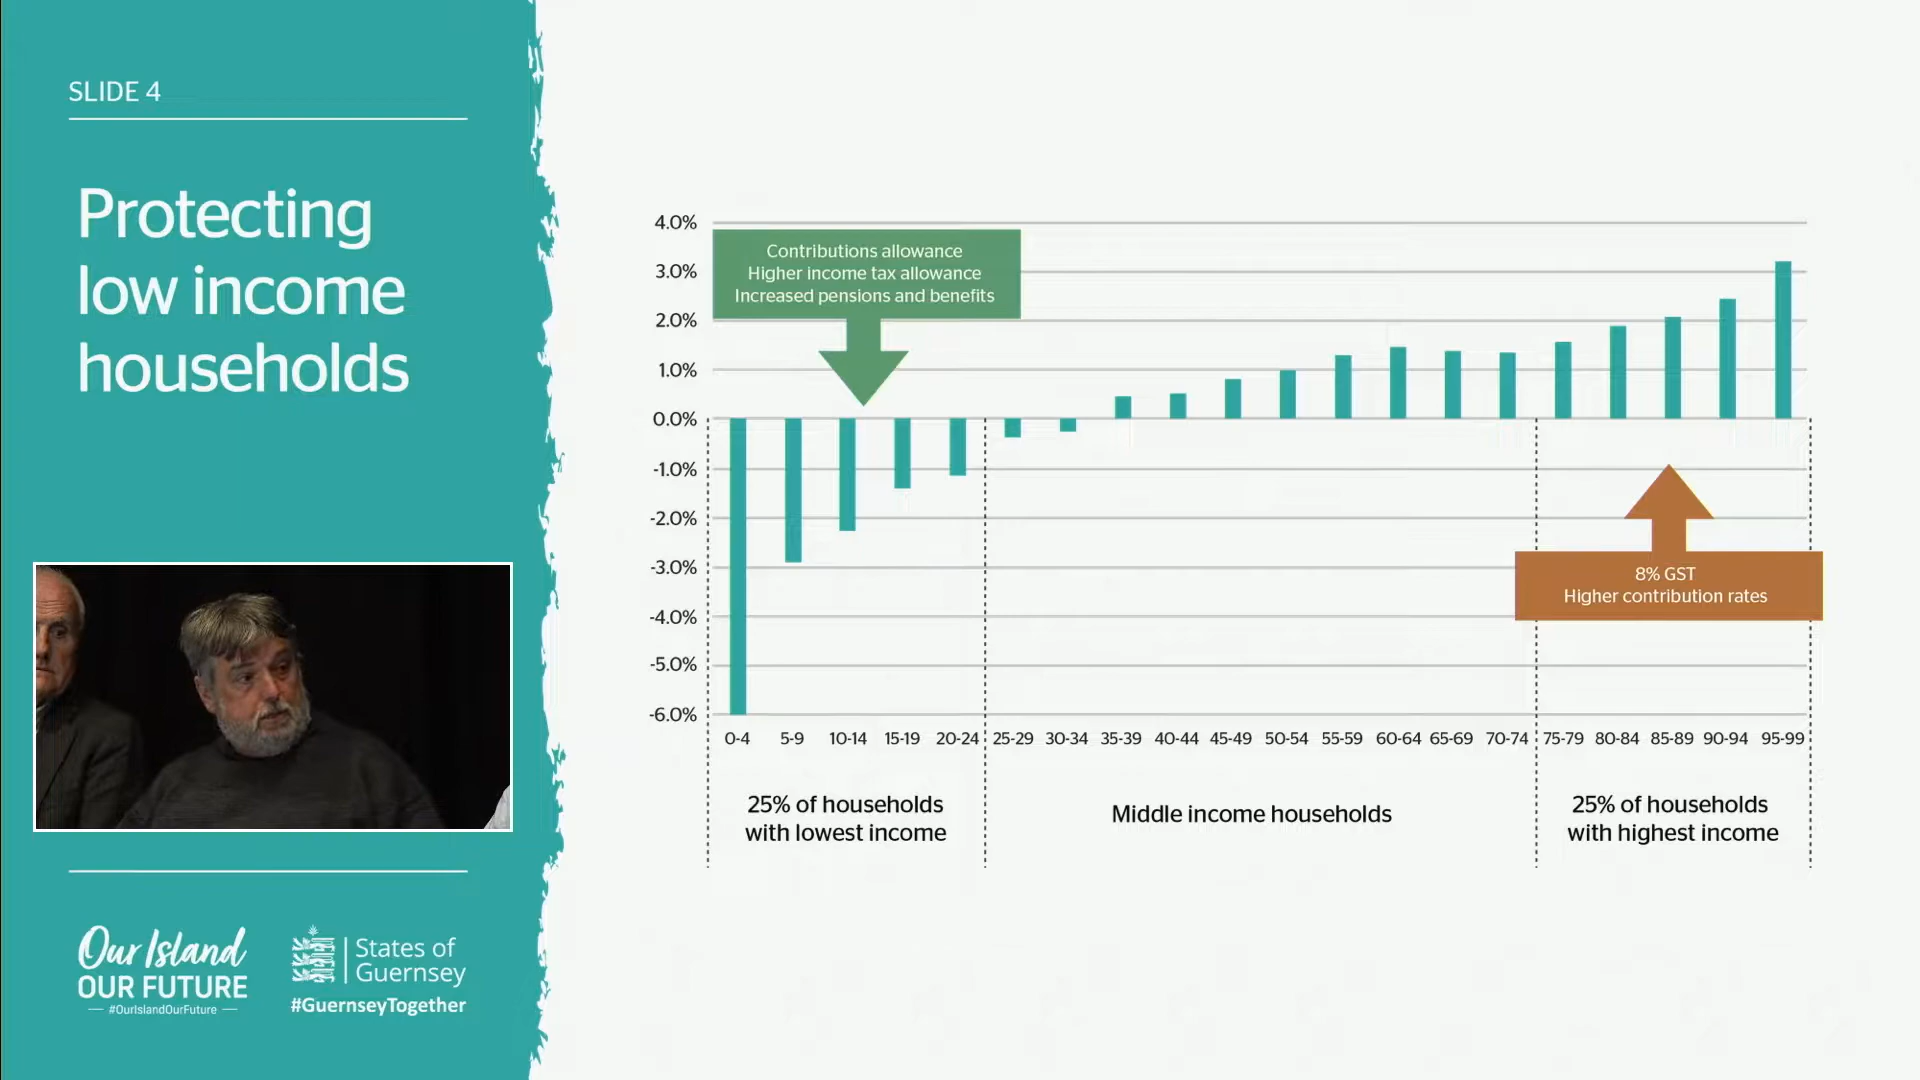 SLIDE 4
Protecting
low income
households
Our Island
OUR FUTURE
#OurIslandOurFuture
States of
Guernsey
#GuernseyTogether
4.0%
3.0%
2.0%
1.0%
0.0%
-1.0%
-2.0%
-3.0%
-4.0%
-5.0%
-6.0%
Contributions allowance
Higher income tax allowance
Increased pensions and benefits
8% GST
Higher contribution rates
0-4 5-9 10-14 15-19 20-24 25-29 30-34 35-39 40-44 45-49 50-54 55-59 60-64 65-69 70-74 75-79 80-84 85-89 90-94 95-99
25% of households
with lowest income
Middle income households
25% of households
with highest income